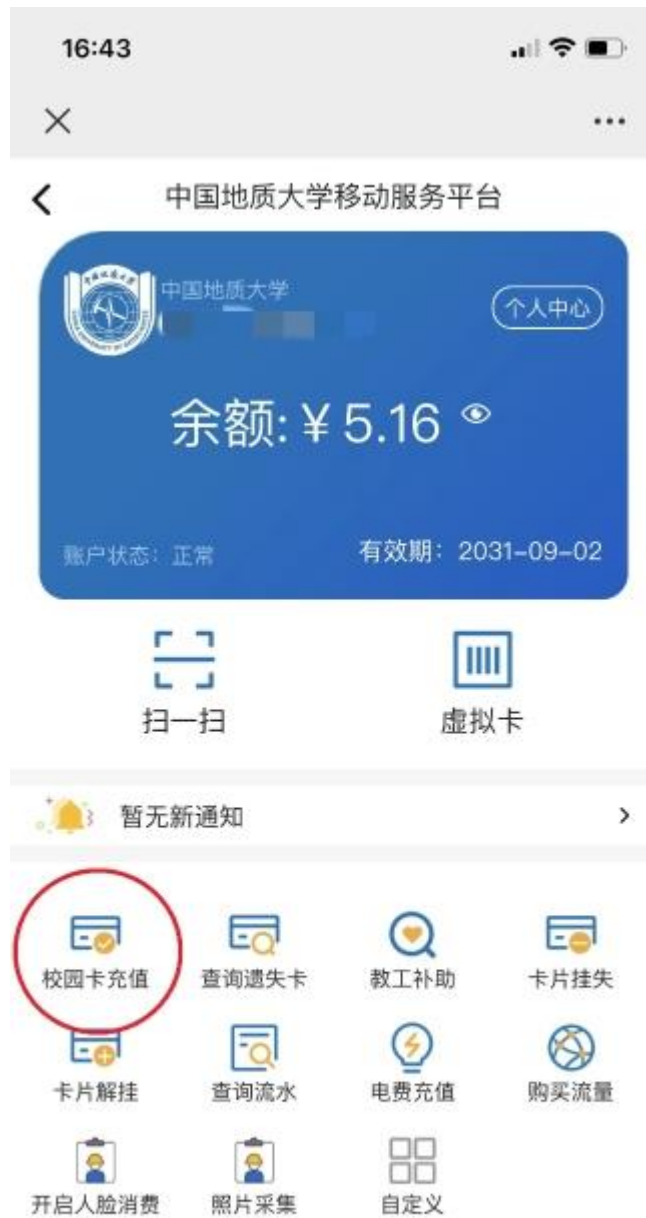 16:43
中国地质大学移动服务平台
中国地质大学
个人中心
余额:¥5.16
账户状态: 正常
有效期: 2031-09-02
扫一扫
虚拟卡
暂无新通知
校园卡充值
查询遗失卡
教工补助
卡片挂失
卡片解挂
查询流水
电费充值
购买流量
开启人脸消费
照片采集
自定义